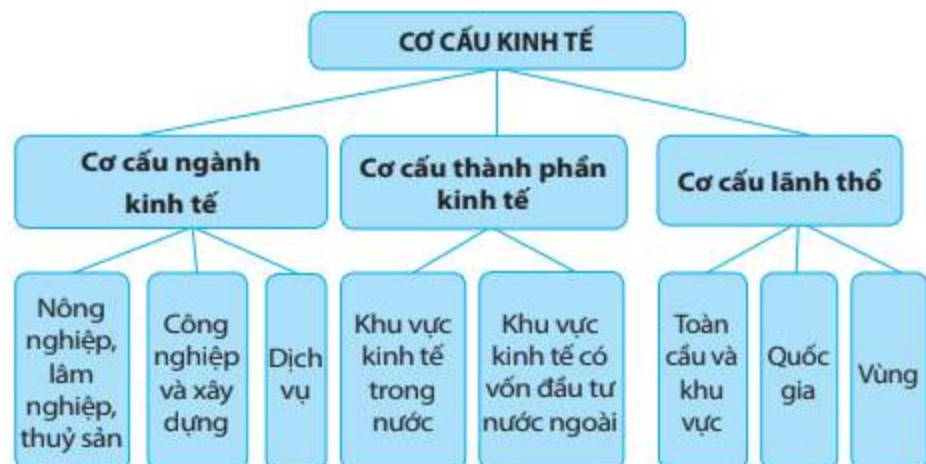 CƠ CẤU KINH TẾ
Cơ cấu ngành
kinh tế
Cơ cấu thành phần
kinh tế
Cơ cấu lãnh thổ
Nông
nghiệp,
lâm
nghiệp,
thuỷ sản
Công
nghiệp
và xây
dựng
Dịch
vụ
Khu vực
kinh tế
trong
nước
Khu vực
kinh tế có
vốn đầu tư
nước ngoài
Toàn
cầu và
khu
vực
Quốc
gia
Vùng